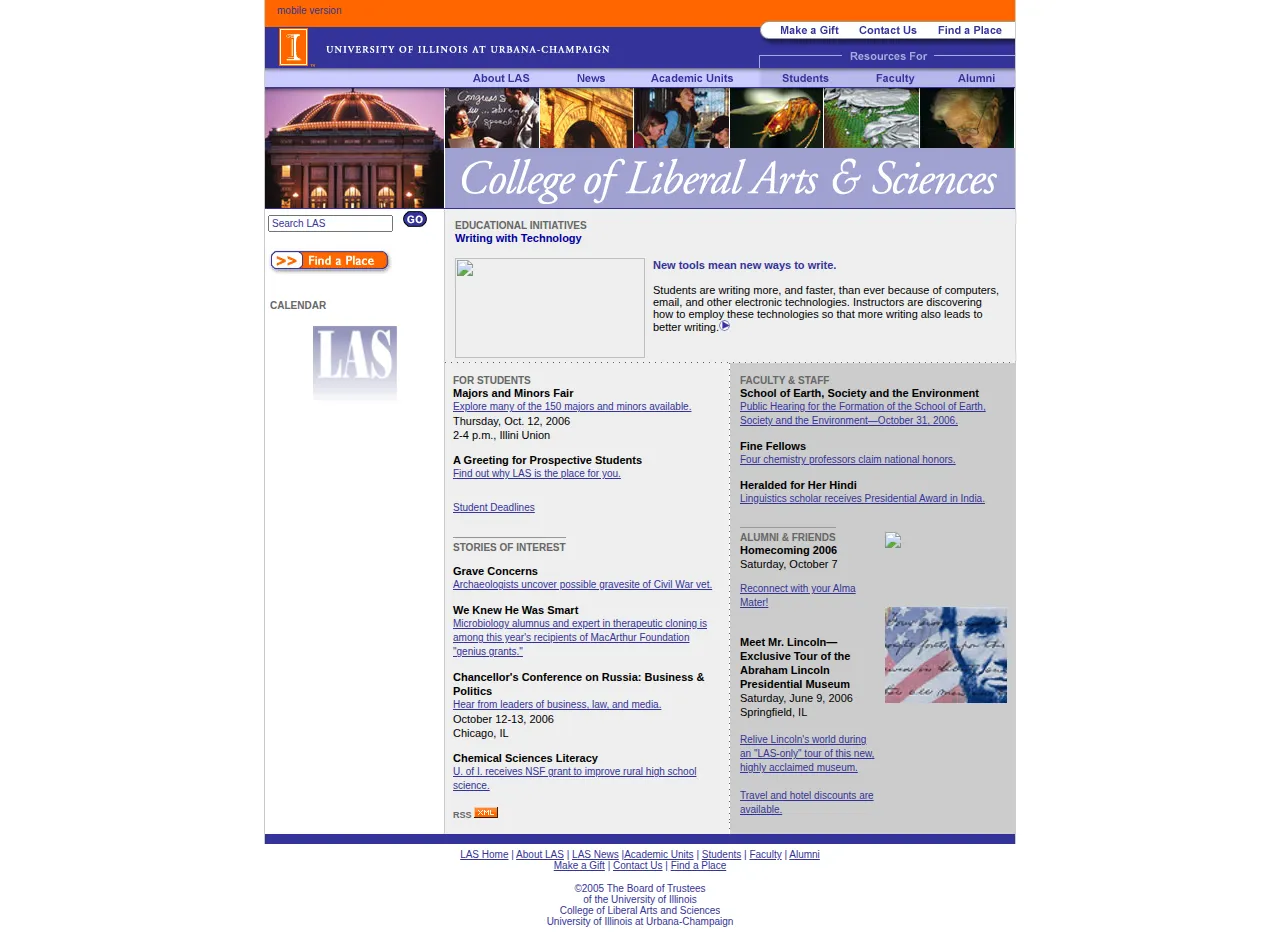 mobile version
Make a Gift Contact Us Find a Place
I UNIVERSITY OF ILLINOIS AT URBANA-CHAMPAIGN
Resources For
About LAS News Academic Units Students Faculty Alumni
Congress
speech
College of Liberal Arts & Sciences
Search LAS GO
>> Find a Place
CALENDAR
LAS
EDUCATIONAL INITIATIVES
Writing with Technology
New tools mean new ways to write.
Students are writing more, and faster, than ever because of computers,
email, and other electronic technologies. Instructors are discovering
how to employ these technologies so that more writing also leads to
better writing.
FOR STUDENTS
Majors and Minors Fair
Explore many of the 150 majors and minors available.
Thursday, Oct. 12, 2006
2-4 p.m., Illini Union
A Greeting for Prospective Students
Find out why LAS is the place for you.
Student Deadlines
STORIES OF INTEREST
Grave Concerns
Archaeologists uncover possible gravesite of Civil War vet.
We Knew He Was Smart
Microbiology alumnus and expert in therapeutic cloning is
among this year's recipients of MacArthur Foundation
"genius grants."
Chancellor's Conference on Russia: Business &
Politics
Hear from leaders of business, law, and media.
October 12-13, 2006
Chicago, IL
Chemical Sciences Literacy
U. of I. receives NSF grant to improve rural high school
science.
RSS XML
FACULTY & STAFF
School of Earth, Society and the Environment
Public Hearing for the Formation of the School of Earth,
Society and the Environment—October 31, 2006.
Fine Fellows
Four chemistry professors claim national honors.
Heralded for Her Hindi
Linguistics scholar receives Presidential Award in India.
ALUMNI & FRIENDS
Homecoming 2006
Saturday, October 7
Reconnect with your Alma
Mater!
Meet Mr. Lincoln—
Exclusive Tour of the
Abraham Lincoln
Presidential Museum
Saturday, June 9, 2006
Springfield, IL
Relive Lincoln's world during
an "LAS-only" tour of this new,
highly acclaimed museum.
Travel and hotel discounts are
available.
LAS Home | About LAS | LAS News |Academic Units | Students | Faculty | Alumni
Make a Gift | Contact Us | Find a Place
©2005 The Board of Trustees
of the University of Illinois
College of Liberal Arts and Sciences
University of Illinois at Urbana-Champaign